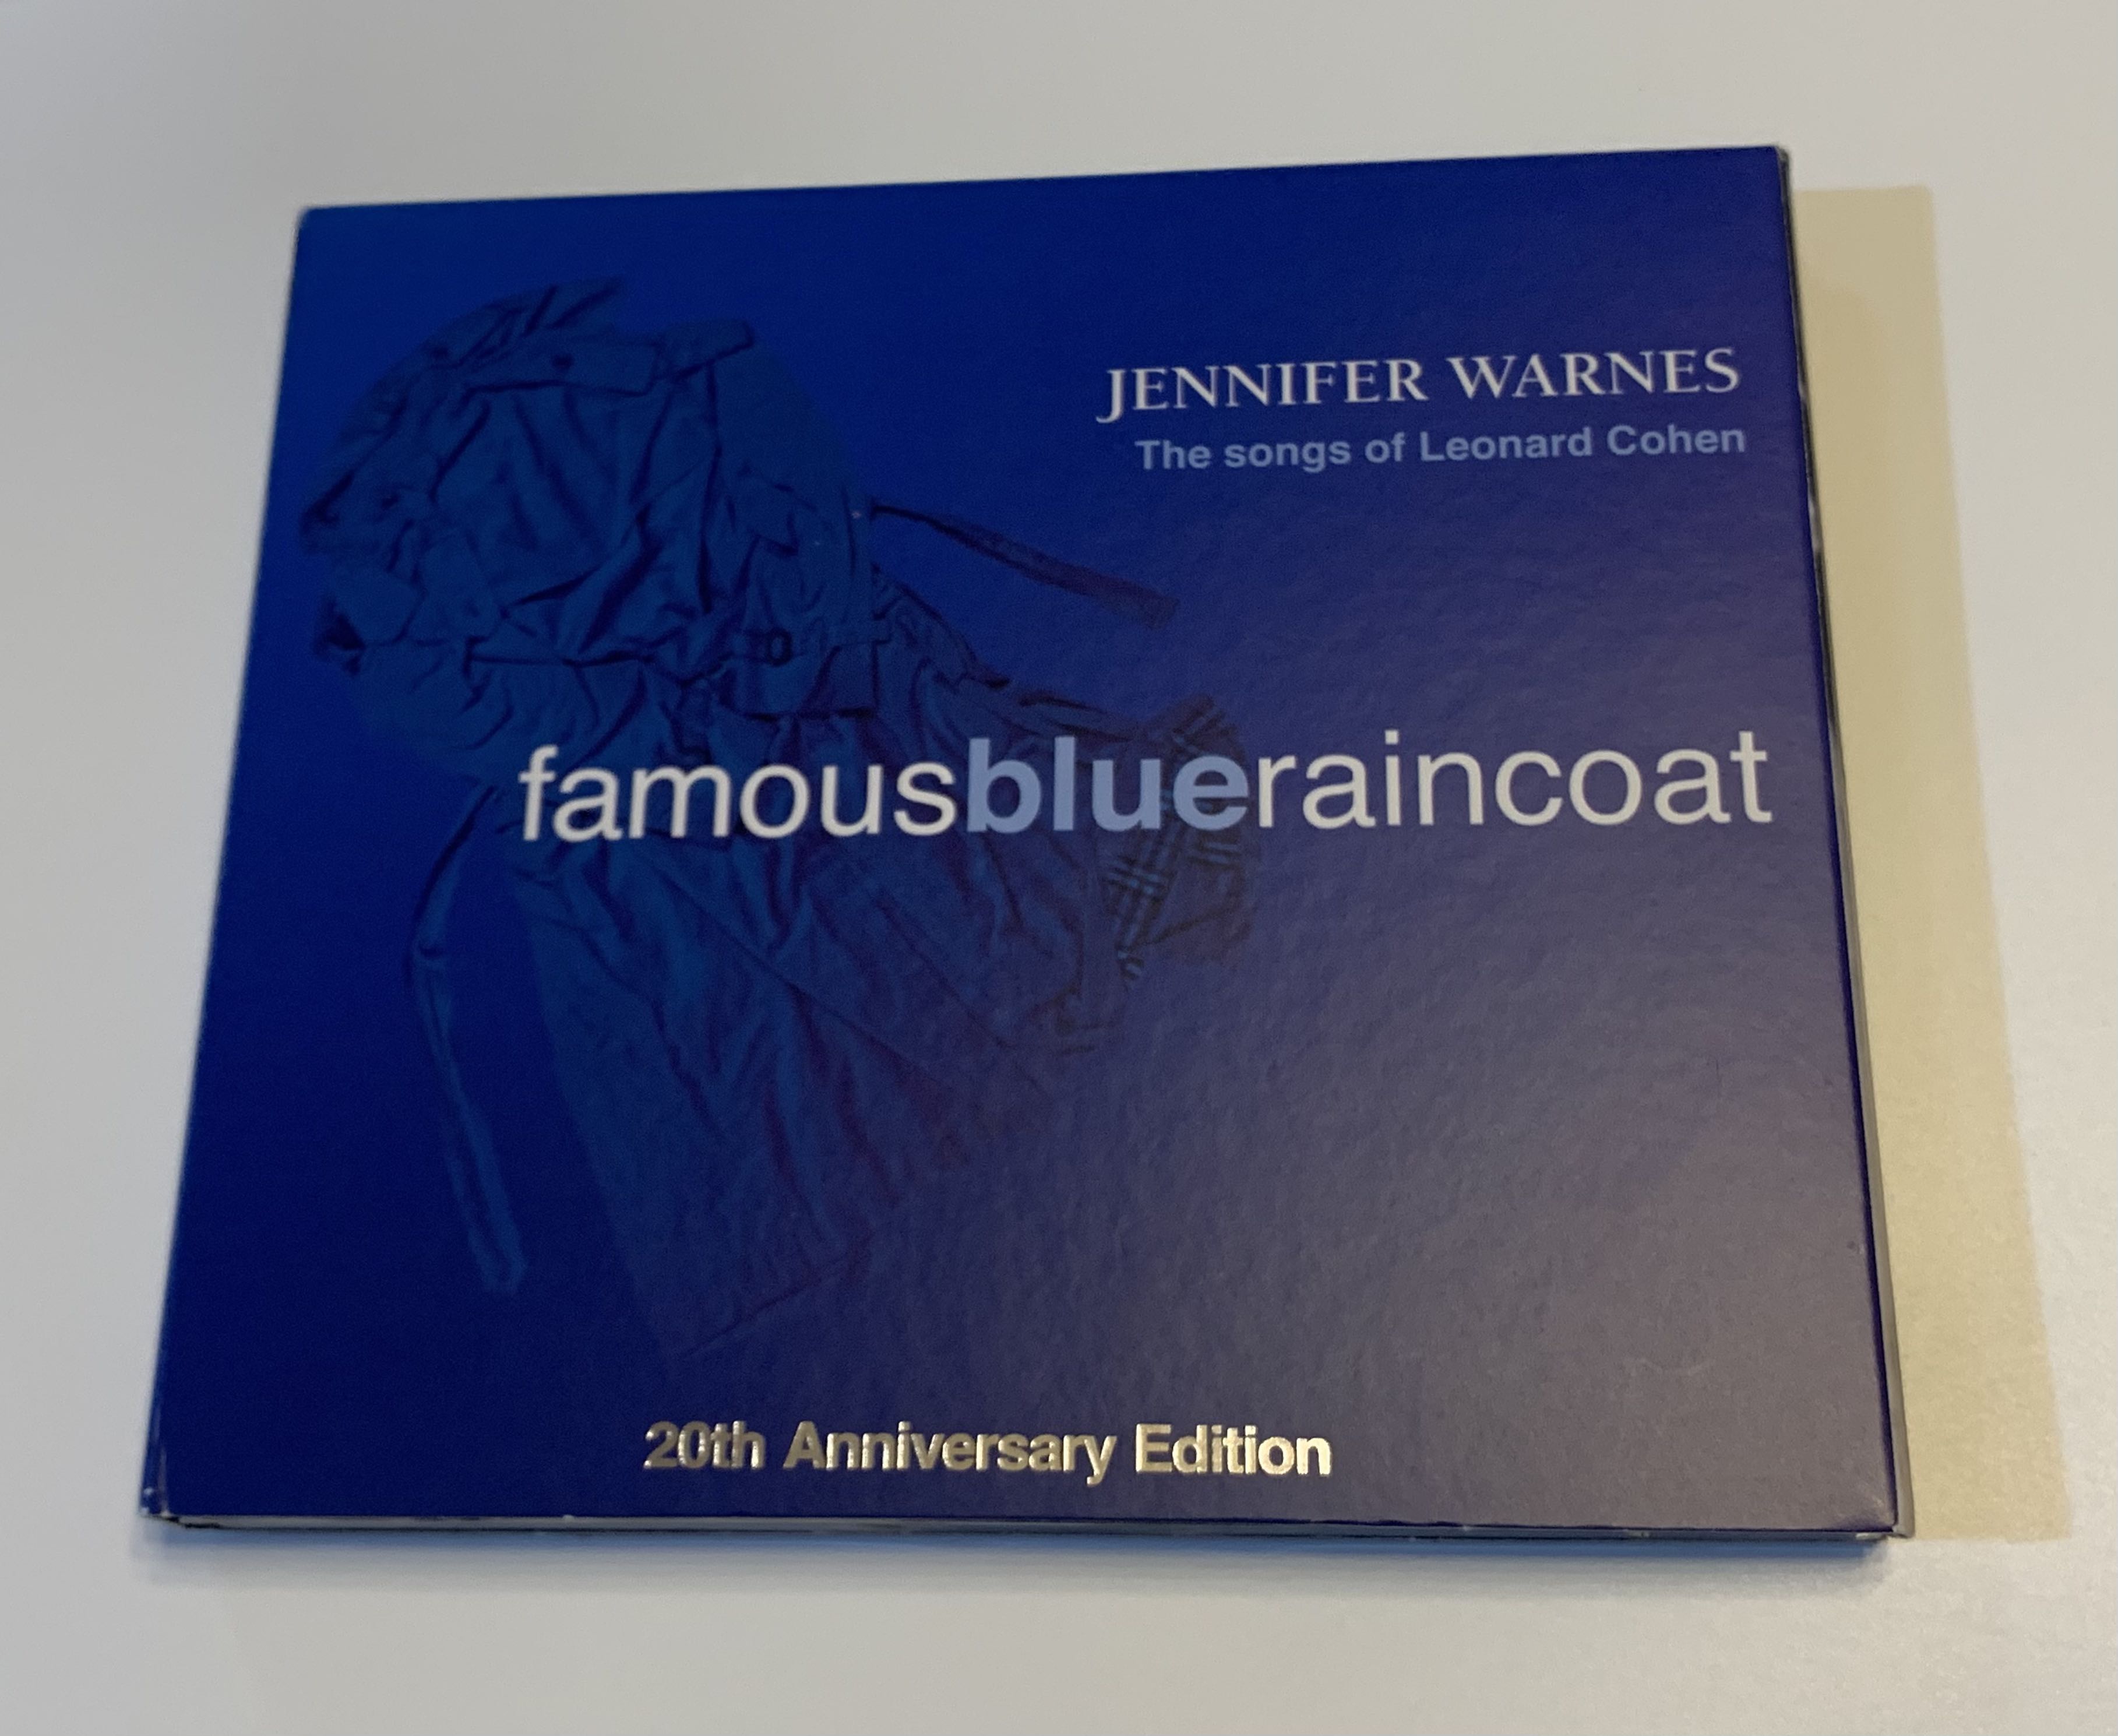 JENNIFER WARNES
The songs of Leonard Cohen
famousblueraincoat
20th Anniversary Edition